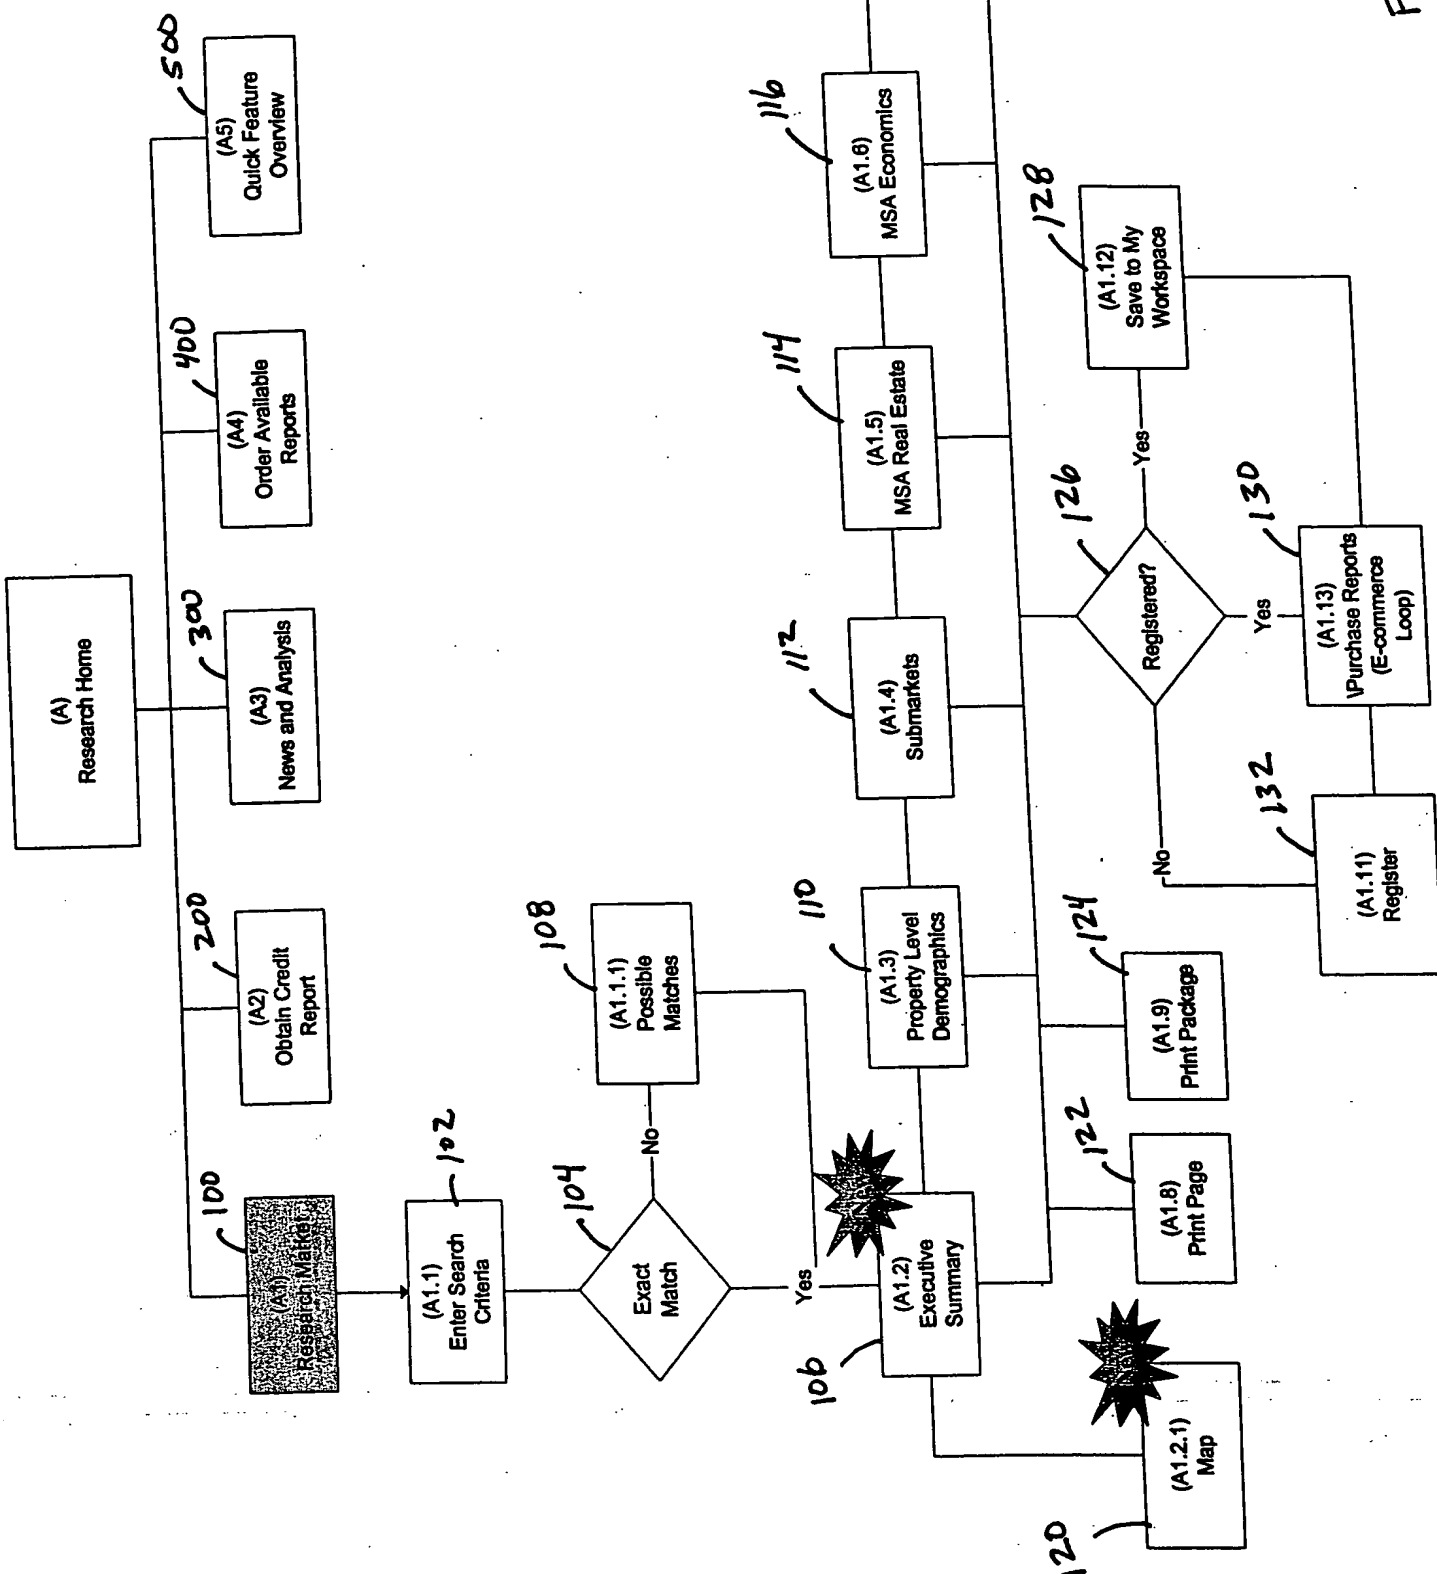 (A)
Research Home
100
(A1)
Research Market
200
(A2)
Obtain Credit
Report
300
(A3)
News and Analysis
400
(A4)
Order Available
Reports
500
(A5)
Quick Feature
Overview
102
(A1.1)
Enter Search
Criteria
104
Exact
Match
No
108
(A1.1.1)
Possible
Matches
Yes
106
(A1.2)
Executive
Summary
110
(A1.3)
Property Level
Demographics
112
(A1.4)
Submarkets
114
(A1.5)
MSA Real Estate
116
(A1.6)
MSA Economics
120
(A1.2.1)
Map
122
(A1.8)
Print Page
124
(A1.9)
Print Package
126
Registered?
Yes
128
(A1.12)
Save to My
Workspace
No
Yes
132
(A1.11)
Register
130
(A1.13)
\Purchase Reports
(E-commerce
Loop)
F